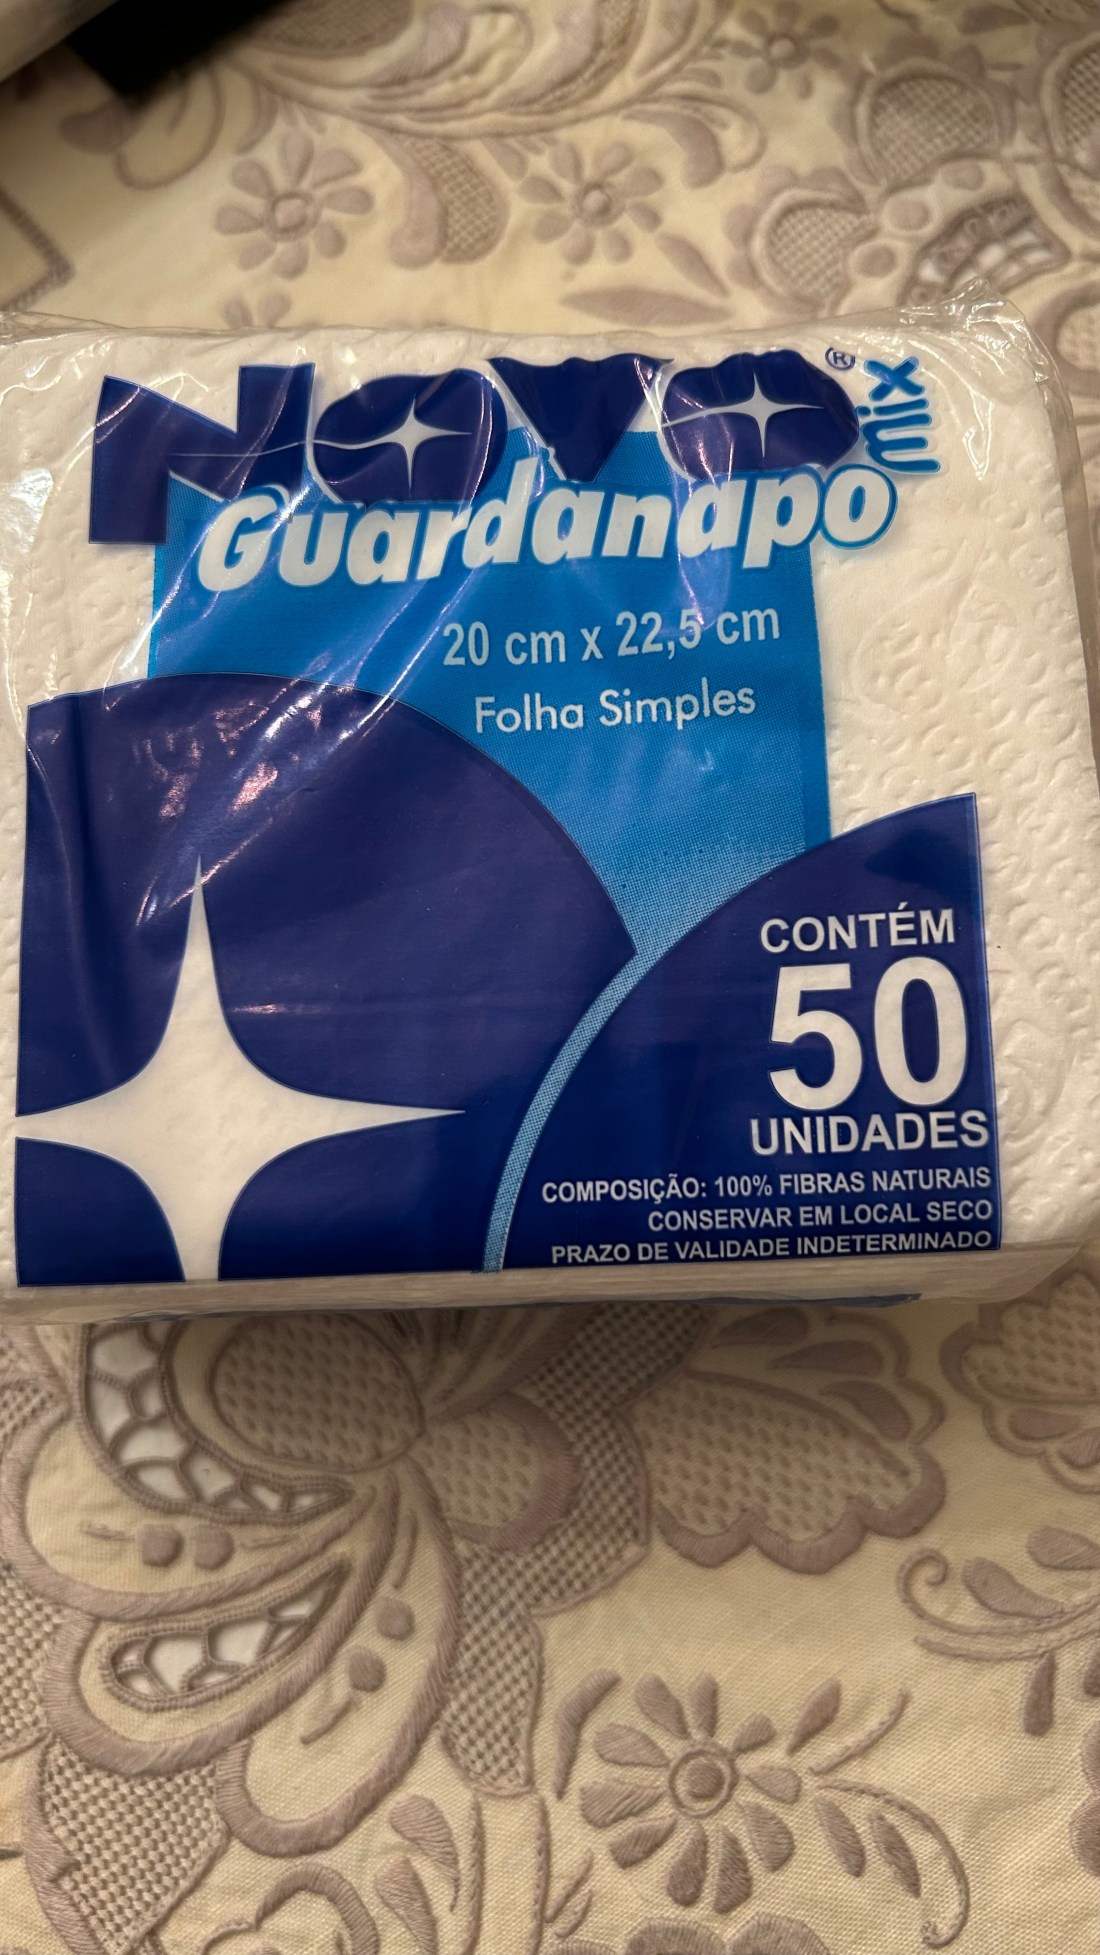 NOVO®
mix
Guardanapo
20 cm x 22,5 cm
Folha Simples
CONTÉM
50
UNIDADES
COMPOSIÇÃO: 100% FIBRAS NATURAIS
CONSERVAR EM LOCAL SECO
PRAZO DE VALIDADE INDETERMINADO